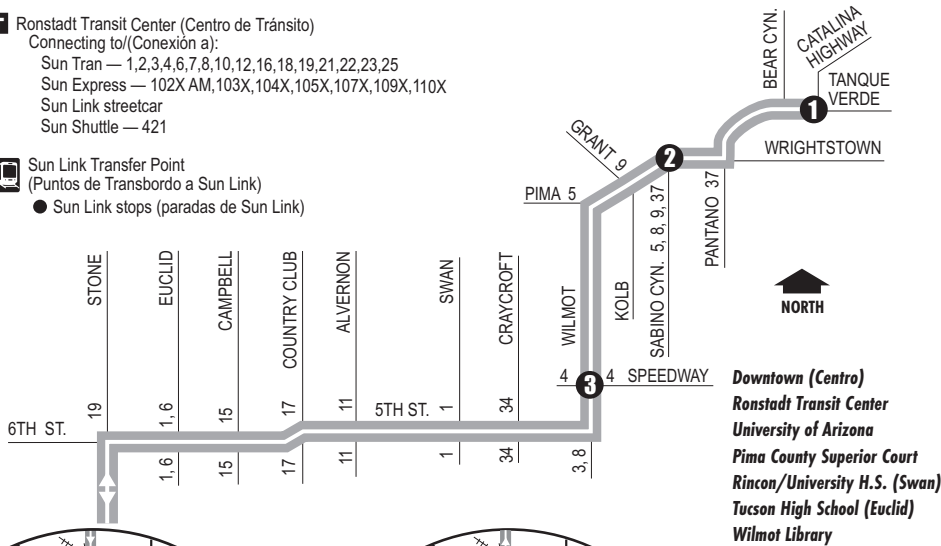 Ronstadt Transit Center (Centro de Tránsito)
Connecting to/(Conexión a):
Sun Tran — 1,2,3,4,6,7,8,10,12,16,18,19,21,22,23,25
Sun Express — 102X AM,103X,104X,105X,107X,109X,110X
Sun Link streetcar
Sun Shuttle — 421
Sun Link Transfer Point
(Puntos de Transbordo a Sun Link)
Sun Link stops (paradas de Sun Link)
BEAR CYN.
CATALINA
HIGHWAY
TANQUE
VERDE
1
WRIGHTSTOWN
GRANT 9
2
PIMA 5
PANTANO 37
SABINO CYN. 5, 8, 9, 37
KOLB
WILMOT
NORTH
STONE
EUCLID
CAMPBELL
COUNTRY CLUB
ALVERNON
SWAN
CRAYCROFT
4
3
4 SPEEDWAY
6TH ST.
19
1, 6
15
17
11
5TH ST.
1
34
1, 6
15
17
11
1
34
3, 8
Downtown (Centro)
Ronstadt Transit Center
University of Arizona
Pima County Superior Court
Rincon/University H.S. (Swan)
Tucson High School (Euclid)
Wilmot Library